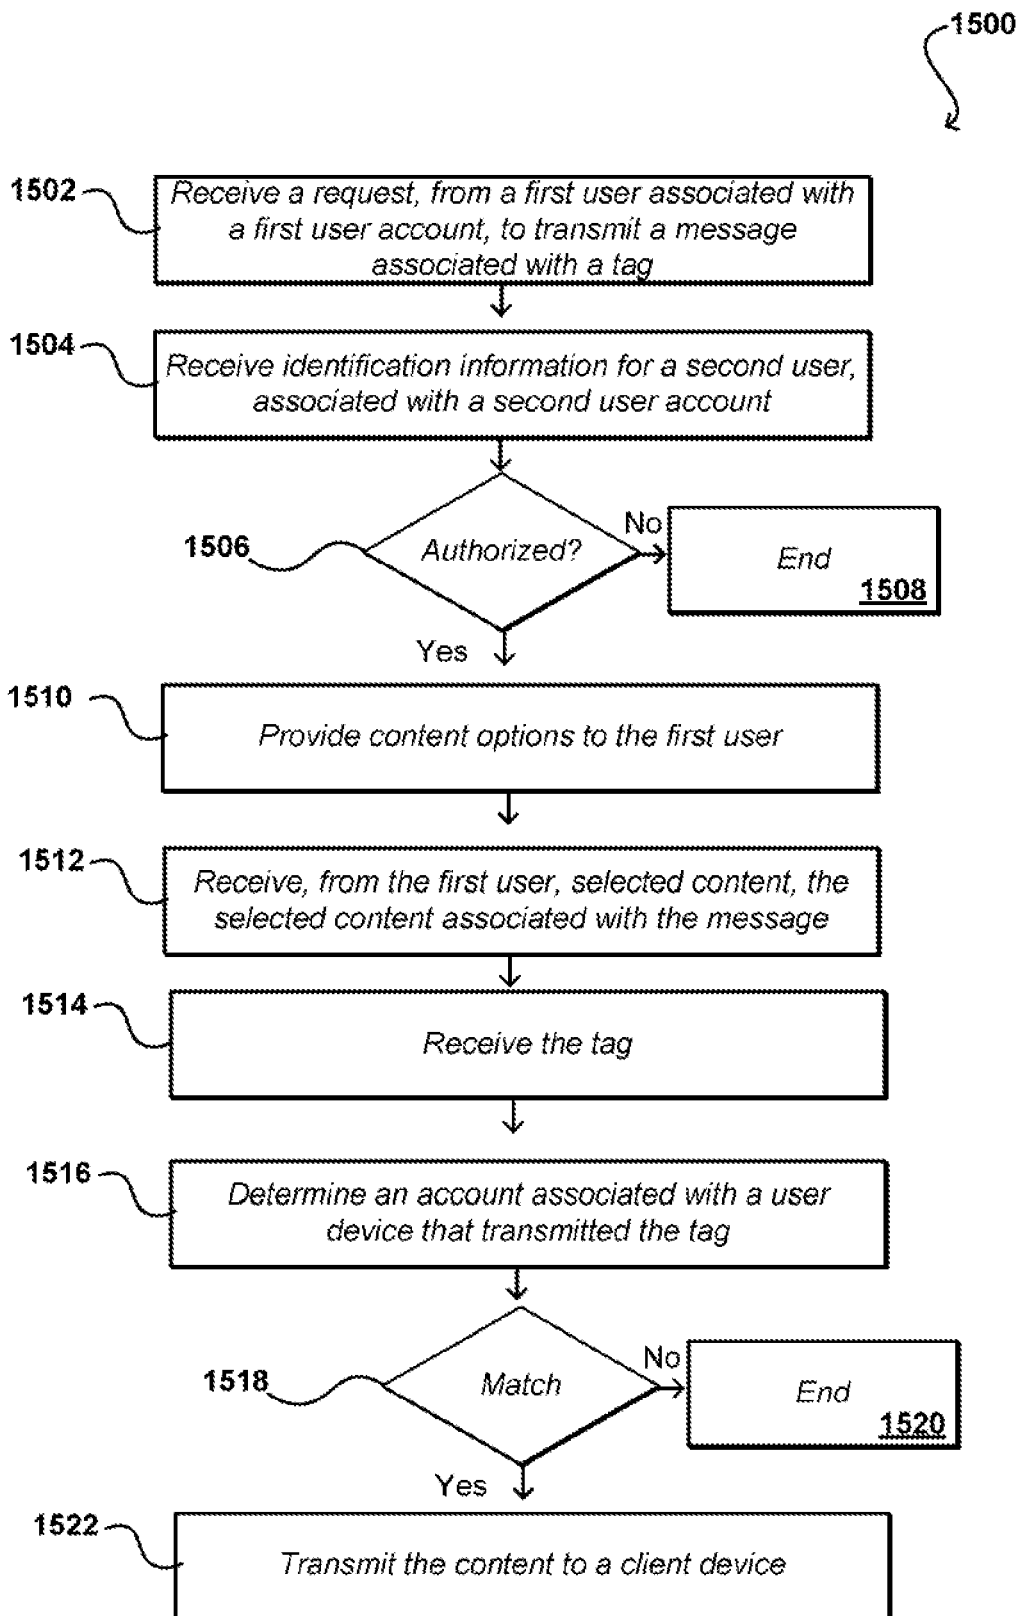 1500
1502
Receive a request, from a first user associated with
a first user account, to transmit a message
associated with a tag
1504
Receive identification information for a second user,
associated with a second user account
1506
Authorized?
No
End
1508
Yes
1510
Provide content options to the first user
1512
Receive, from the first user, selected content, the
selected content associated with the message
1514
Receive the tag
1516
Determine an account associated with a user
device that transmitted the tag
1518
Match
No
End
1520
Yes
1522
Transmit the content to a client device